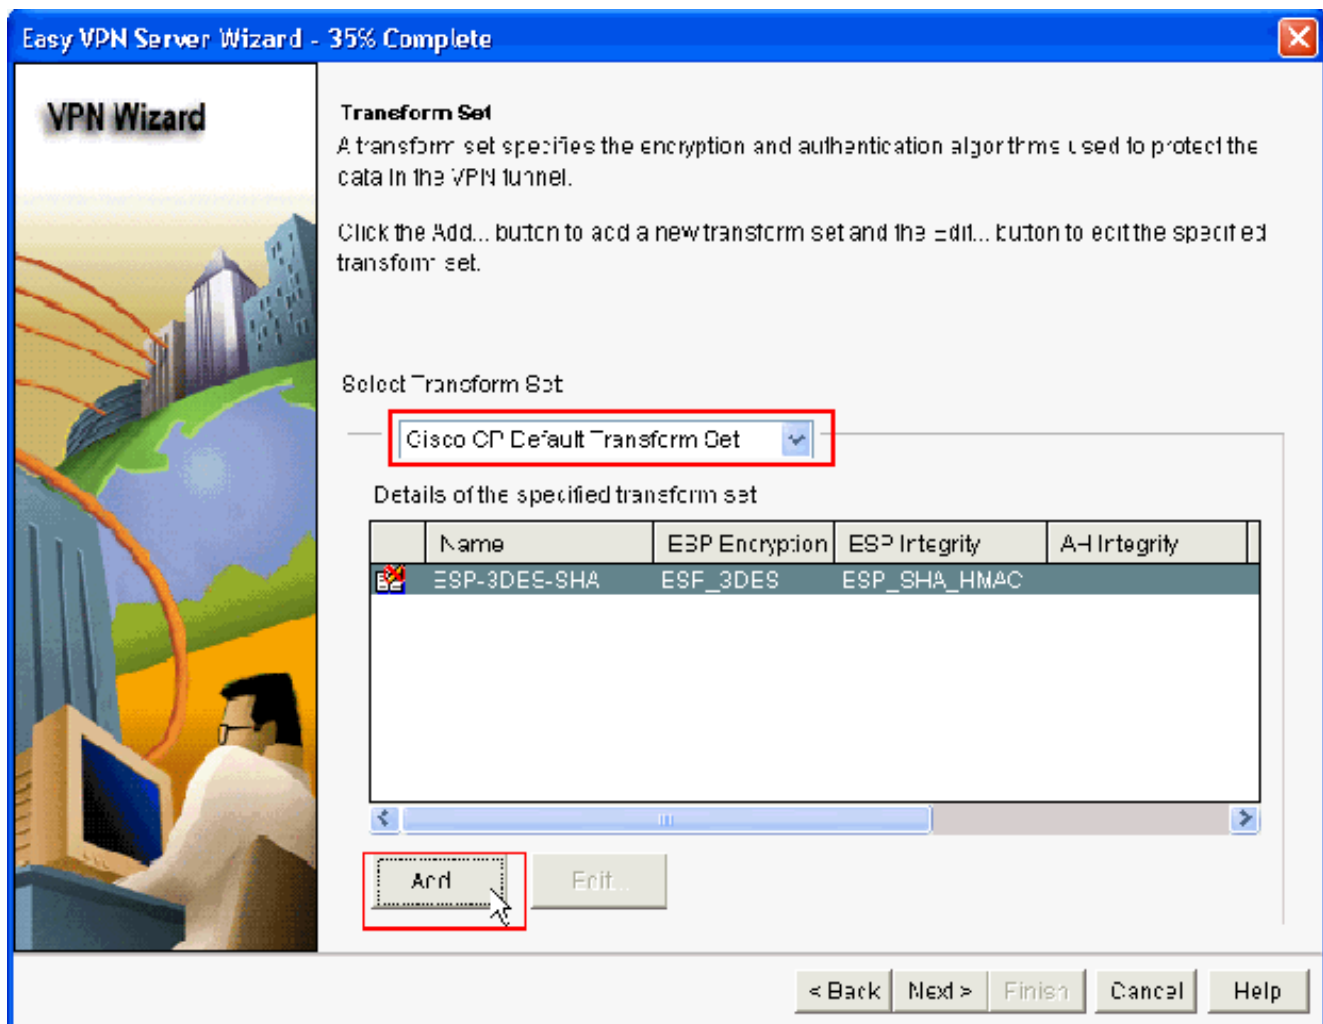 Easy VPN Server Wizard - 35% Complete
VPN Wizard
Transform Set
A transform set specifies the encryption and authentication algorithms used to protect the
data in the VPN tunnel.
Click the Add... button to add a new transform set and the Edit... button to edit the specified
transform set.
Select Transform Set
Cisco CP Default Transform Set
Details of the specified transform set
Name ESP Encryption ESP Integrity AH Integrity
ESP-3DES-SHA ESP_3DES ESP_SHA_HMAC
Add
Edit...
< Back Next > Finish Cancel Help